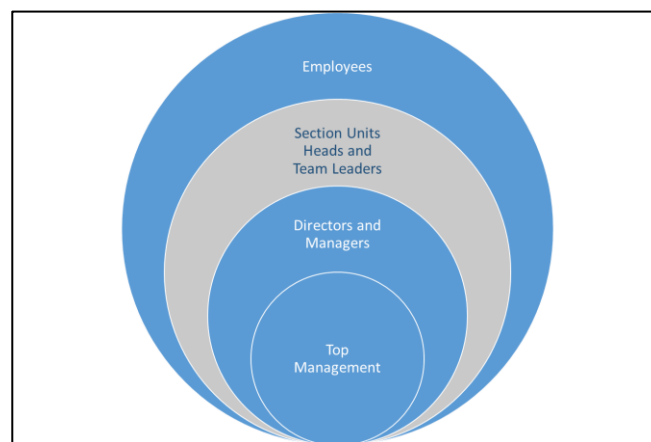 Employees
Section Units
Heads and
Team Leaders
Directors and
Managers
Top
Management